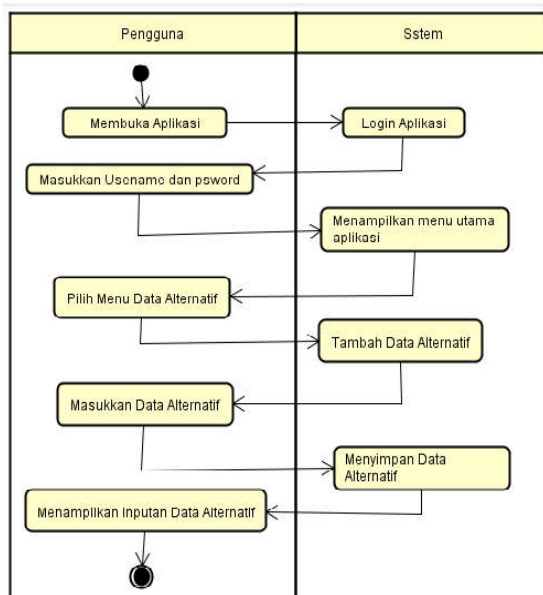 Pengguna
Sstem
Membuka Aplikasi
Login Aplikasi
Masukkan Usename dan psword
Menampilkan menu utama
aplikasi
Pilih Menu Data Alternatif
Tambah Data Alternatif
Masukkan Data Alternatif
Menyimpan Data
Alternatif
Menampilkan Inputan Data Alternatif